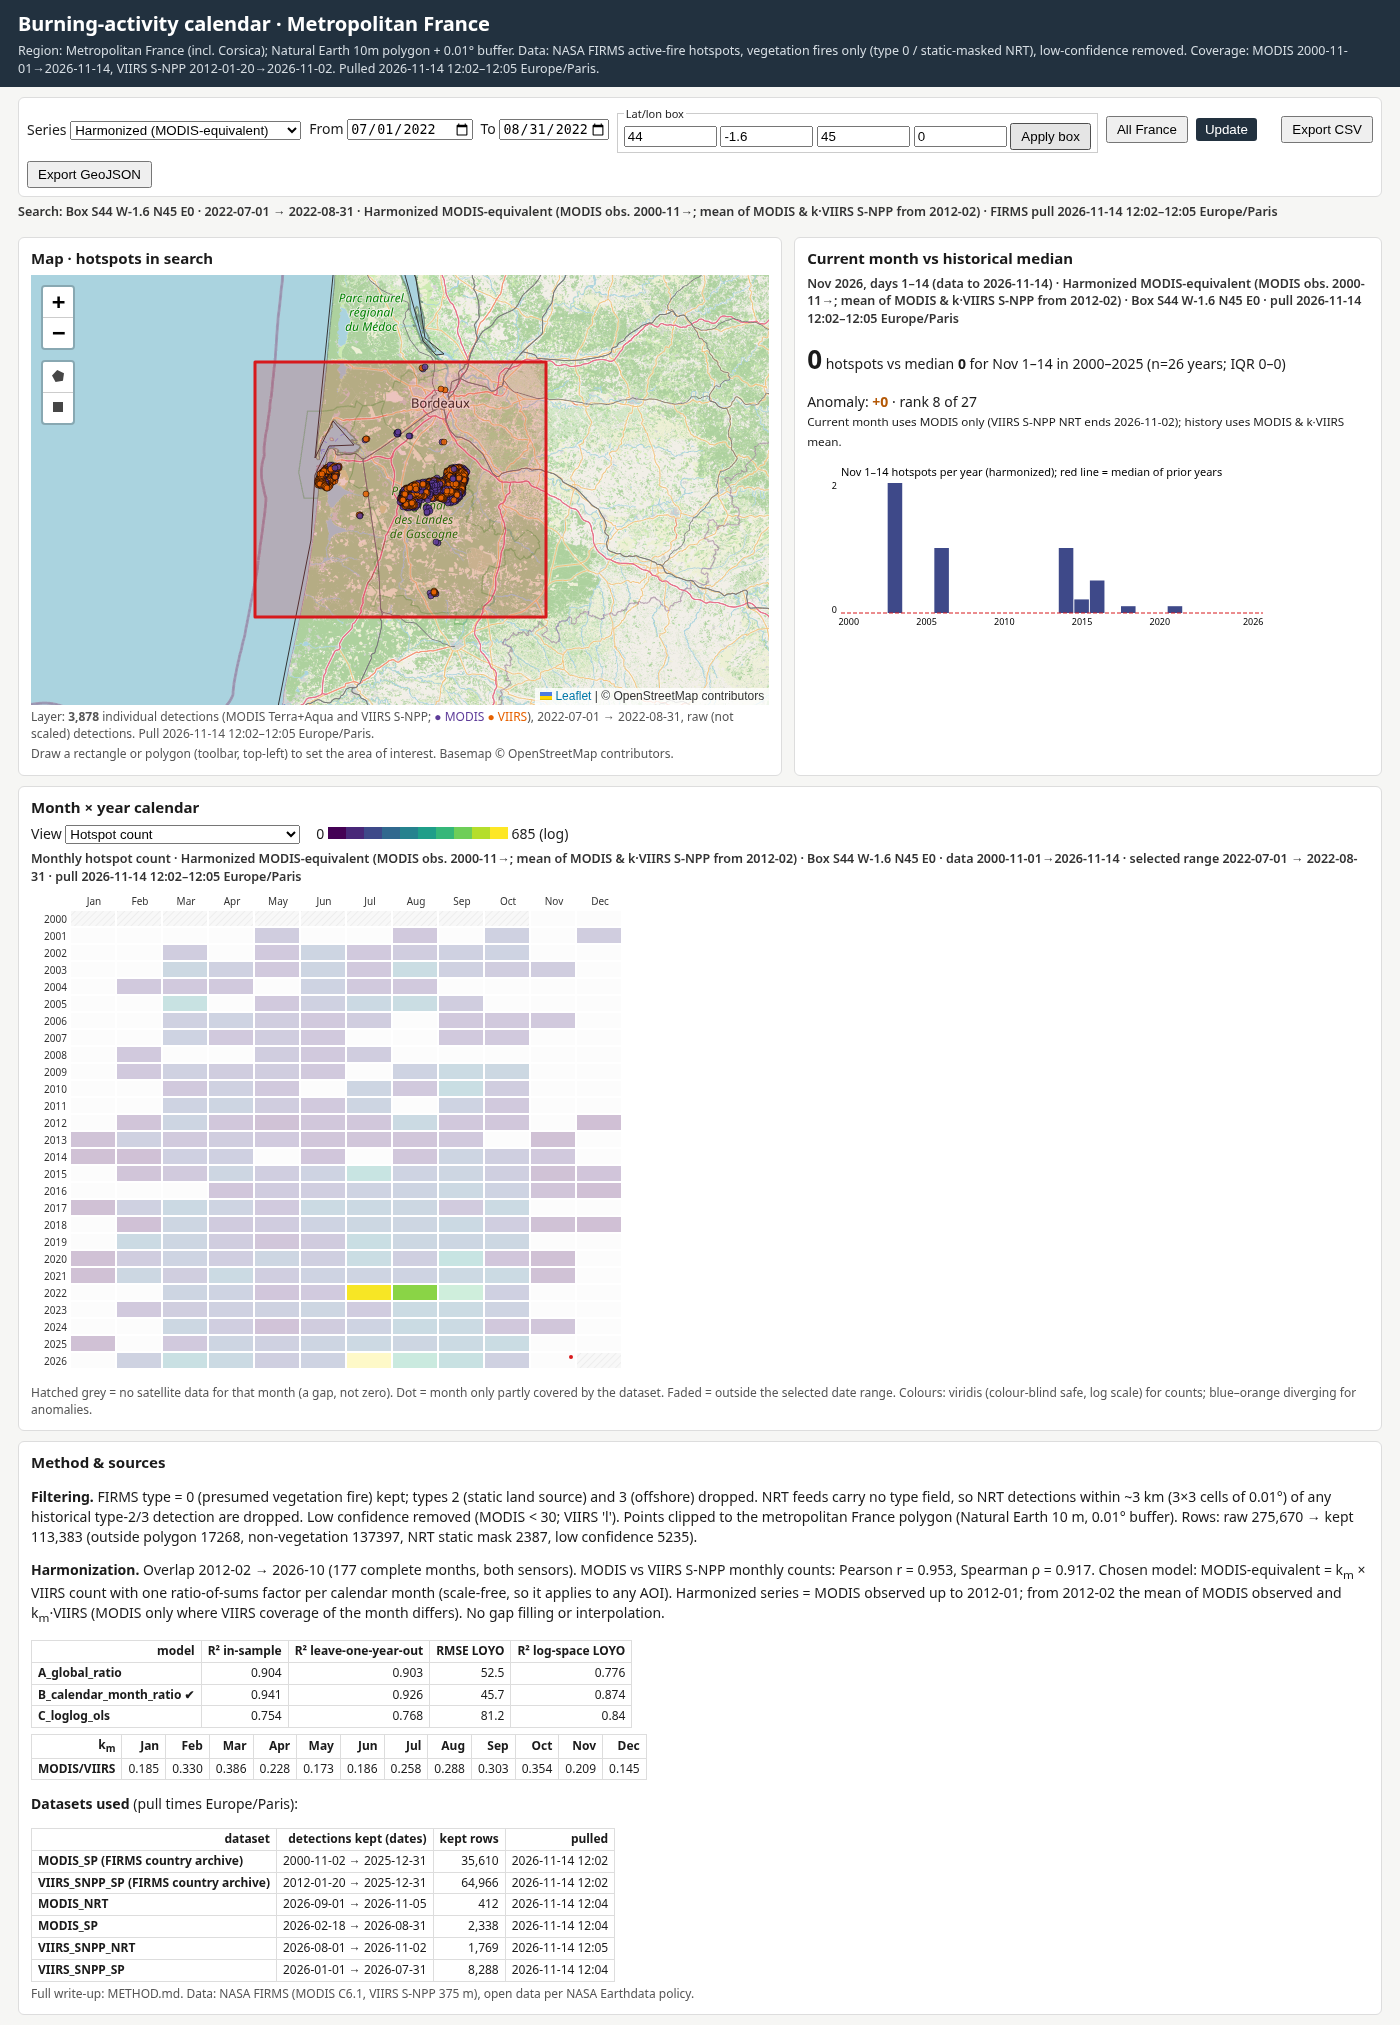 Burning-activity calendar · Metropolitan France
Region: Metropolitan France (incl. Corsica); Natural Earth 10m polygon + 0.01° buffer. Data: NASA FIRMS active-fire hotspots, vegetation fires only (type 0 / static-masked NRT), low-confidence removed. Coverage: MODIS 2000-11-
01→2026-11-14, VIIRS S-NPP 2012-01-20→2026-11-02. Pulled 2026-11-14 12:02–12:05 Europe/Paris.
Lat/lon box
Series Harmonized (MODIS-equivalent) From 07/01/2022 To 08/31/2022 44 -1.6 45 0 Apply box All France Update Export CSV
Export GeoJSON
Search: Box S44 W-1.6 N45 E0 · 2022-07-01 → 2022-08-31 · Harmonized MODIS-equivalent (MODIS obs. 2000-11→; mean of MODIS & k·VIIRS S-NPP from 2012-02) · FIRMS pull 2026-11-14 12:02–12:05 Europe/Paris
Map · hotspots in search
+
−
Parc naturel
régional
du Médoc
Bordeaux
des Landes
de Gascogne
Leaflet | © OpenStreetMap contributors
Layer: 3,878 individual detections (MODIS Terra+Aqua and VIIRS S-NPP; ● MODIS ● VIIRS), 2022-07-01 → 2022-08-31, raw (not
scaled) detections. Pull 2026-11-14 12:02–12:05 Europe/Paris.
Draw a rectangle or polygon (toolbar, top-left) to set the area of interest. Basemap © OpenStreetMap contributors.
Current month vs historical median
Nov 2026, days 1–14 (data to 2026-11-14) · Harmonized MODIS-equivalent (MODIS obs. 2000-
11→; mean of MODIS & k·VIIRS S-NPP from 2012-02) · Box S44 W-1.6 N45 E0 · pull 2026-11-14
12:02–12:05 Europe/Paris
0 hotspots vs median 0 for Nov 1–14 in 2000–2025 (n=26 years; IQR 0–0)
Anomaly: +0 · rank 8 of 27
Current month uses MODIS only (VIIRS S-NPP NRT ends 2026-11-02); history uses MODIS & k·VIIRS
mean.
Nov 1–14 hotspots per year (harmonized); red line = median of prior years
2
0
2000 2005 2010 2015 2020 2026
Month × year calendar
View Hotspot count 0 685 (log)
Monthly hotspot count · Harmonized MODIS-equivalent (MODIS obs. 2000-11→; mean of MODIS & k·VIIRS S-NPP from 2012-02) · Box S44 W-1.6 N45 E0 · data 2000-11-01→2026-11-14 · selected range 2022-07-01 → 2022-08-
31 · pull 2026-11-14 12:02–12:05 Europe/Paris
Jan Feb Mar Apr May Jun Jul Aug Sep Oct Nov Dec
2000
2001
2002
2003
2004
2005
2006
2007
2008
2009
2010
2011
2012
2013
2014
2015
2016
2017
2018
2019
2020
2021
2022
2023
2024
2025
2026
Hatched grey = no satellite data for that month (a gap, not zero). Dot = month only partly covered by the dataset. Faded = outside the selected date range. Colours: viridis (colour-blind safe, log scale) for counts; blue–orange diverging for
anomalies.
Method & sources
Filtering. FIRMS type = 0 (presumed vegetation fire) kept; types 2 (static land source) and 3 (offshore) dropped. NRT feeds carry no type field, so NRT detections within ~3 km (3×3 cells of 0.01°) of any
historical type-2/3 detection are dropped. Low confidence removed (MODIS < 30; VIIRS 'l'). Points clipped to the metropolitan France polygon (Natural Earth 10 m, 0.01° buffer). Rows: raw 275,670 → kept
113,383 (outside polygon 17268, non-vegetation 137397, NRT static mask 2387, low confidence 5235).
Harmonization. Overlap 2012-02 → 2026-10 (177 complete months, both sensors). MODIS vs VIIRS S-NPP monthly counts: Pearson r = 0.953, Spearman ρ = 0.917. Chosen model: MODIS-equivalent = km ×
VIIRS count with one ratio-of-sums factor per calendar month (scale-free, so it applies to any AOI). Harmonized series = MODIS observed up to 2012-01; from 2012-02 the mean of MODIS observed and
km·VIIRS (MODIS only where VIIRS coverage of the month differs). No gap filling or interpolation.
model R² in-sample R² leave-one-year-out RMSE LOYO R² log-space LOYO
A_global_ratio 0.904 0.903 52.5 0.776
B_calendar_month_ratio ✔ 0.941 0.926 45.7 0.874
C_loglog_ols 0.754 0.768 81.2 0.84
km Jan Feb Mar Apr May Jun Jul Aug Sep Oct Nov Dec
MODIS/VIIRS 0.185 0.330 0.386 0.228 0.173 0.186 0.258 0.288 0.303 0.354 0.209 0.145
Datasets used (pull times Europe/Paris):
dataset detections kept (dates) kept rows pulled
MODIS_SP (FIRMS country archive) 2000-11-02 → 2025-12-31 35,610 2026-11-14 12:02
VIIRS_SNPP_SP (FIRMS country archive) 2012-01-20 → 2025-12-31 64,966 2026-11-14 12:02
MODIS_NRT 2026-09-01 → 2026-11-05 412 2026-11-14 12:04
MODIS_SP 2026-02-18 → 2026-08-31 2,338 2026-11-14 12:04
VIIRS_SNPP_NRT 2026-08-01 → 2026-11-02 1,769 2026-11-14 12:05
VIIRS_SNPP_SP 2026-01-01 → 2026-07-31 8,288 2026-11-14 12:04
Full write-up: METHOD.md. Data: NASA FIRMS (MODIS C6.1, VIIRS S-NPP 375 m), open data per NASA Earthdata policy.